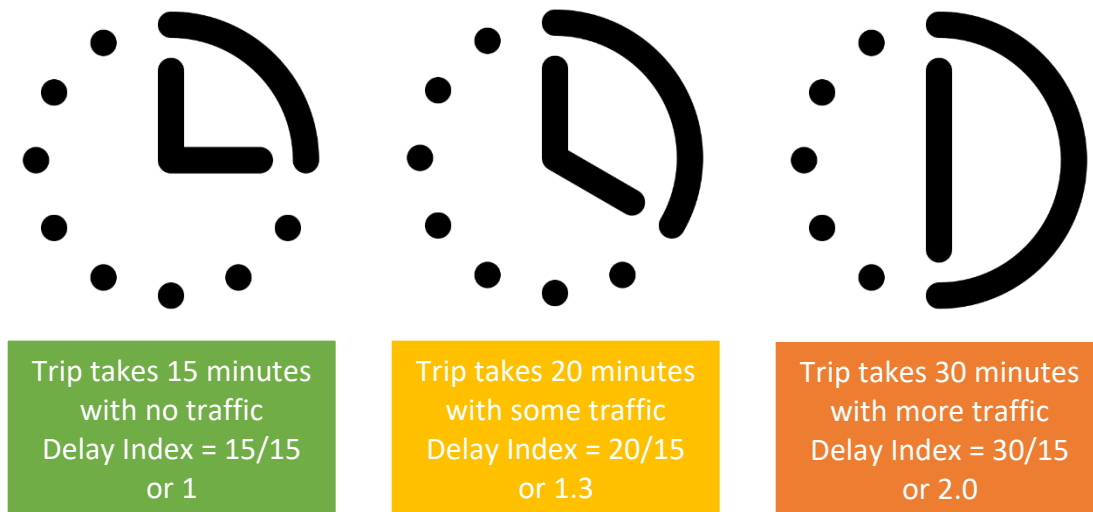 Trip takes 15 minutes
with no traffic
Delay Index = 15/15
or 1
Trip takes 20 minutes
with some traffic
Delay Index = 20/15
or 1.3
Trip takes 30 minutes
with more traffic
Delay Index = 30/15
or 2.0